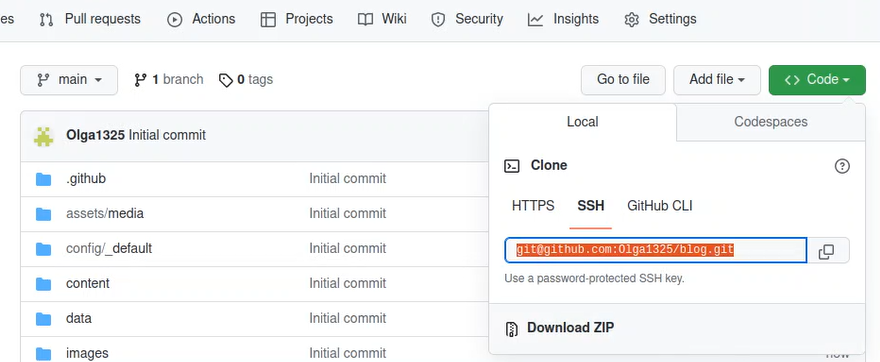 es Pull requests Actions Projects Wiki Security Insights Settings
main 1 branch 0 tags Go to file Add file Code
Local Codespaces
Olga1325 Initial commit
Clone
.github Initial commit
HTTPS SSH GitHub CLI
assets/media Initial commit
config/_default Initial commit
git@github.com:Olga1325/blog.git
Use a password-protected SSH key.
content Initial commit
data Initial commit
Download ZIP
images Initial commit now